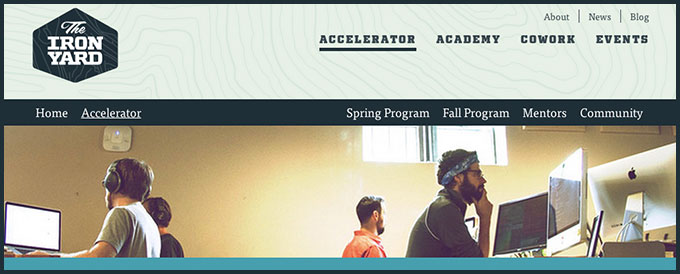 The
IRON
YARD
About | News | Blog
ACCELERATOR ACADEMY COWORK EVENTS
Home Accelerator Spring Program Fall Program Mentors Community